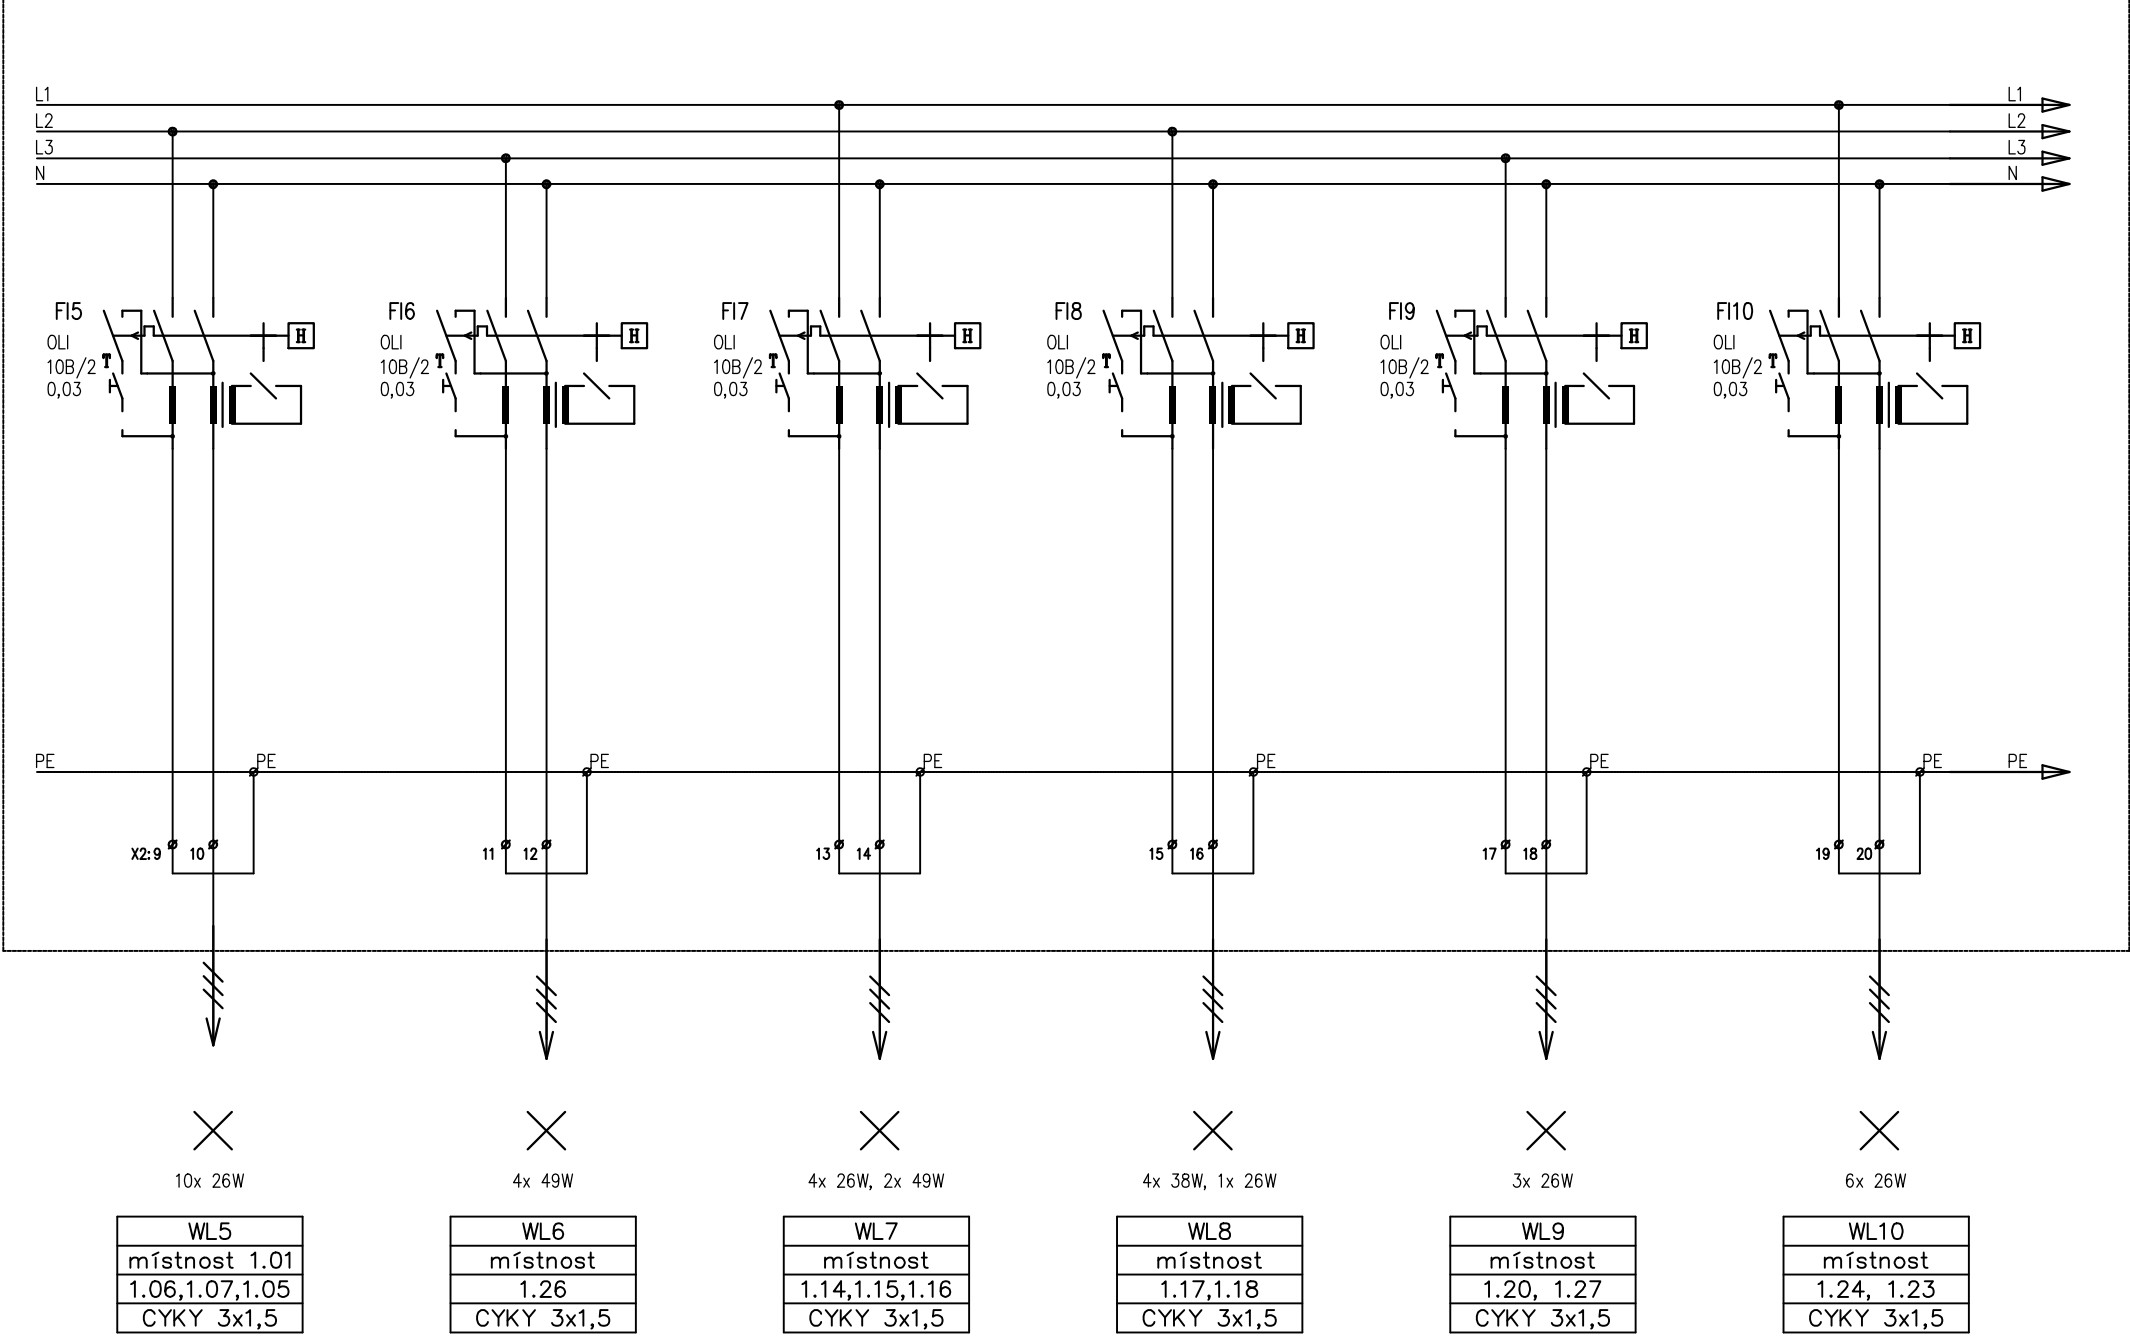 L1 L1
L2 L2
L3 L3
N N
FI5 FI6 FI7 FI8 FI9 FI10
H H H H H H
OLI OLI OLI OLI OLI OLI
10B/2 T 10B/2 T 10B/2 T 10B/2 T 10B/2 T 10B/2 T
0,03 0,03 0,03 0,03 0,03 0,03
PE PE PE PE PE PE PE PE
X2:9 10 11 12 13 14 15 16 17 18 19 20
10x 26W 4x 49W 4x 26W, 2x 49W 4x 38W, 1x 26W 3x 26W 6x 26W
WL5 WL6 WL7 WL8 WL9 WL10
místnost 1.01 místnost místnost místnost místnost místnost
1.06,1.07,1.05 1.26 1.14,1.15,1.16 1.17,1.18 1.20, 1.27 1.24, 1.23
CYKY 3x1,5 CYKY 3x1,5 CYKY 3x1,5 CYKY 3x1,5 CYKY 3x1,5 CYKY 3x1,5